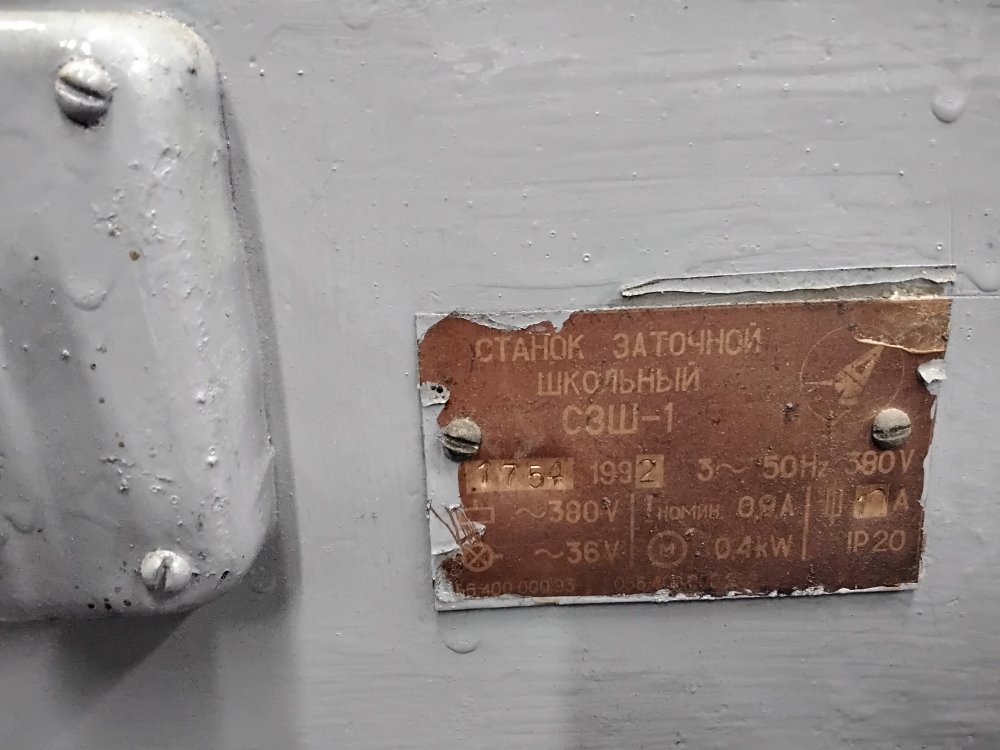 СТАНОК ЗАТОЧНОЙ
ШКОЛЬНЫЙ
СЗШ-1
1754 1992 3~ 50Hz 380V
~380V Iномин. 0,9А А
~36V М 0.4kW IP20